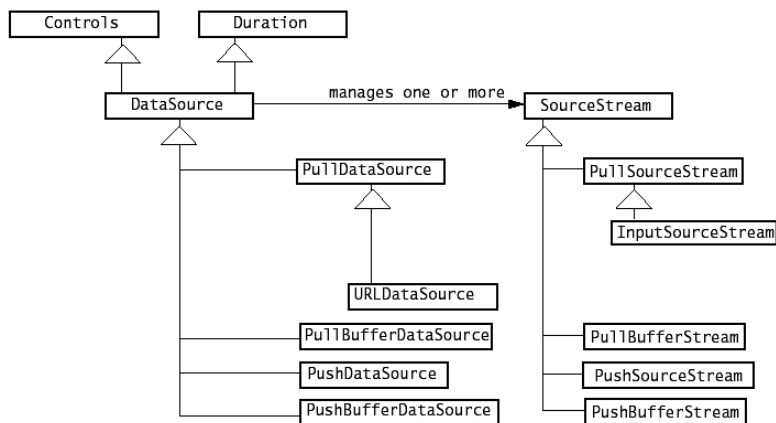 Controls
Duration
manages one or more
DataSource
SourceStream
PullDataSource
PullSourceStream
InputSourceStream
URLDataSource
PullBufferDataSource
PullBufferStream
PushDataSource
PushSourceStream
PushBufferDataSource
PushBufferStream